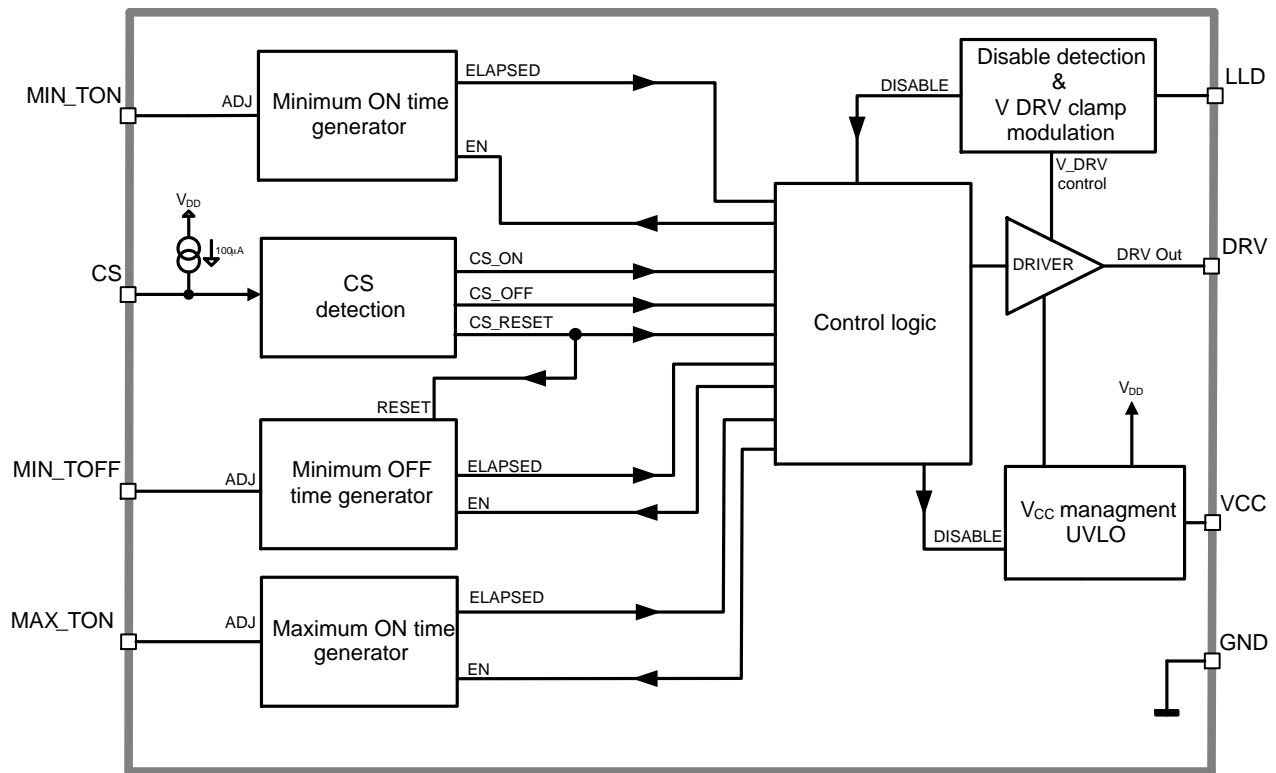 MIN_TON
ADJ
Minimum ON time
generator
ELAPSED
EN
VDD
100µA
CS
CS
detection
CS_ON
CS_OFF
CS_RESET
RESET
MIN_TOFF
ADJ
Minimum OFF
time generator
ELAPSED
EN
MAX_TON
ADJ
Maximum ON time
generator
ELAPSED
EN
Control logic
DISABLE
Disable detection
&
V DRV clamp
modulation
LLD
V_DRV
control
DRIVER
DRV Out
DRV
VDD
DISABLE
VCC managment
UVLO
VCC
GND